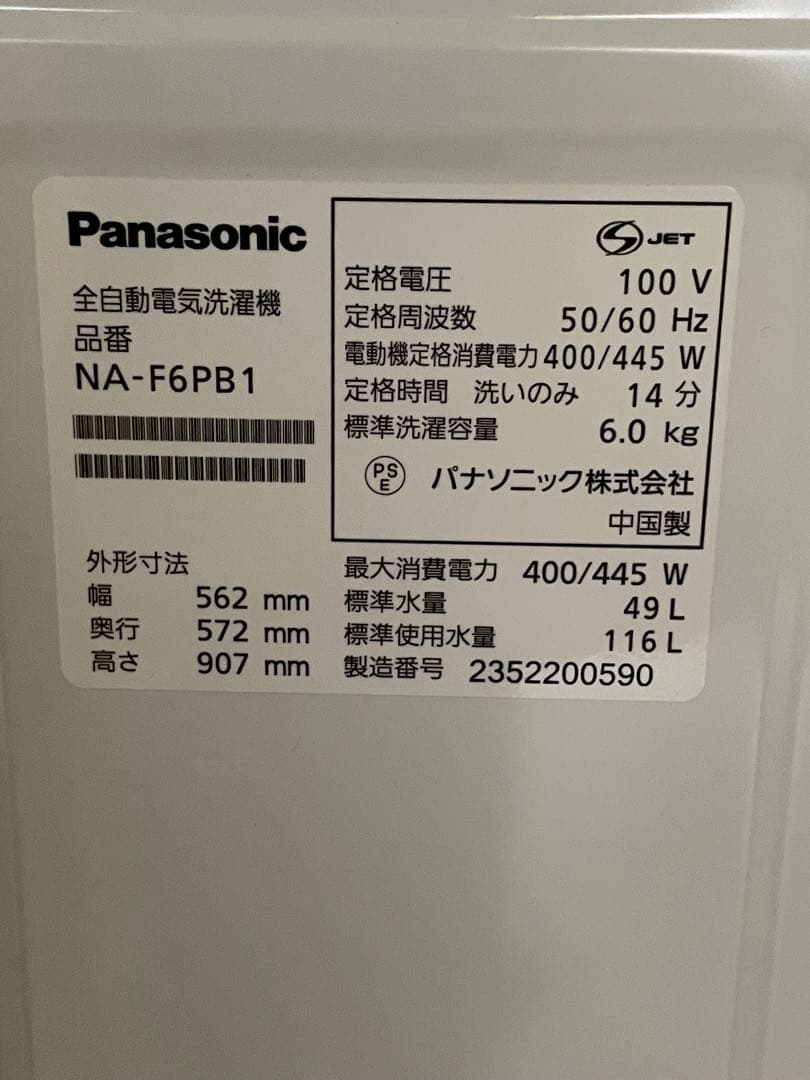 Panasonic
全自動電気洗濯機
品番
NA-F6PB1
S JET
定格電圧 100 V
定格周波数 50/60 Hz
電動機定格消費電力 400/445 W
定格時間 洗いのみ 14 分
標準洗濯容量 6.0 kg
PSE パナソニック株式会社
中国製
外形寸法
幅 562 mm
奥行 572 mm
高さ 907 mm
最大消費電力 400/445 W
標準水量 49 L
標準使用水量 116 L
製造番号 2352200590